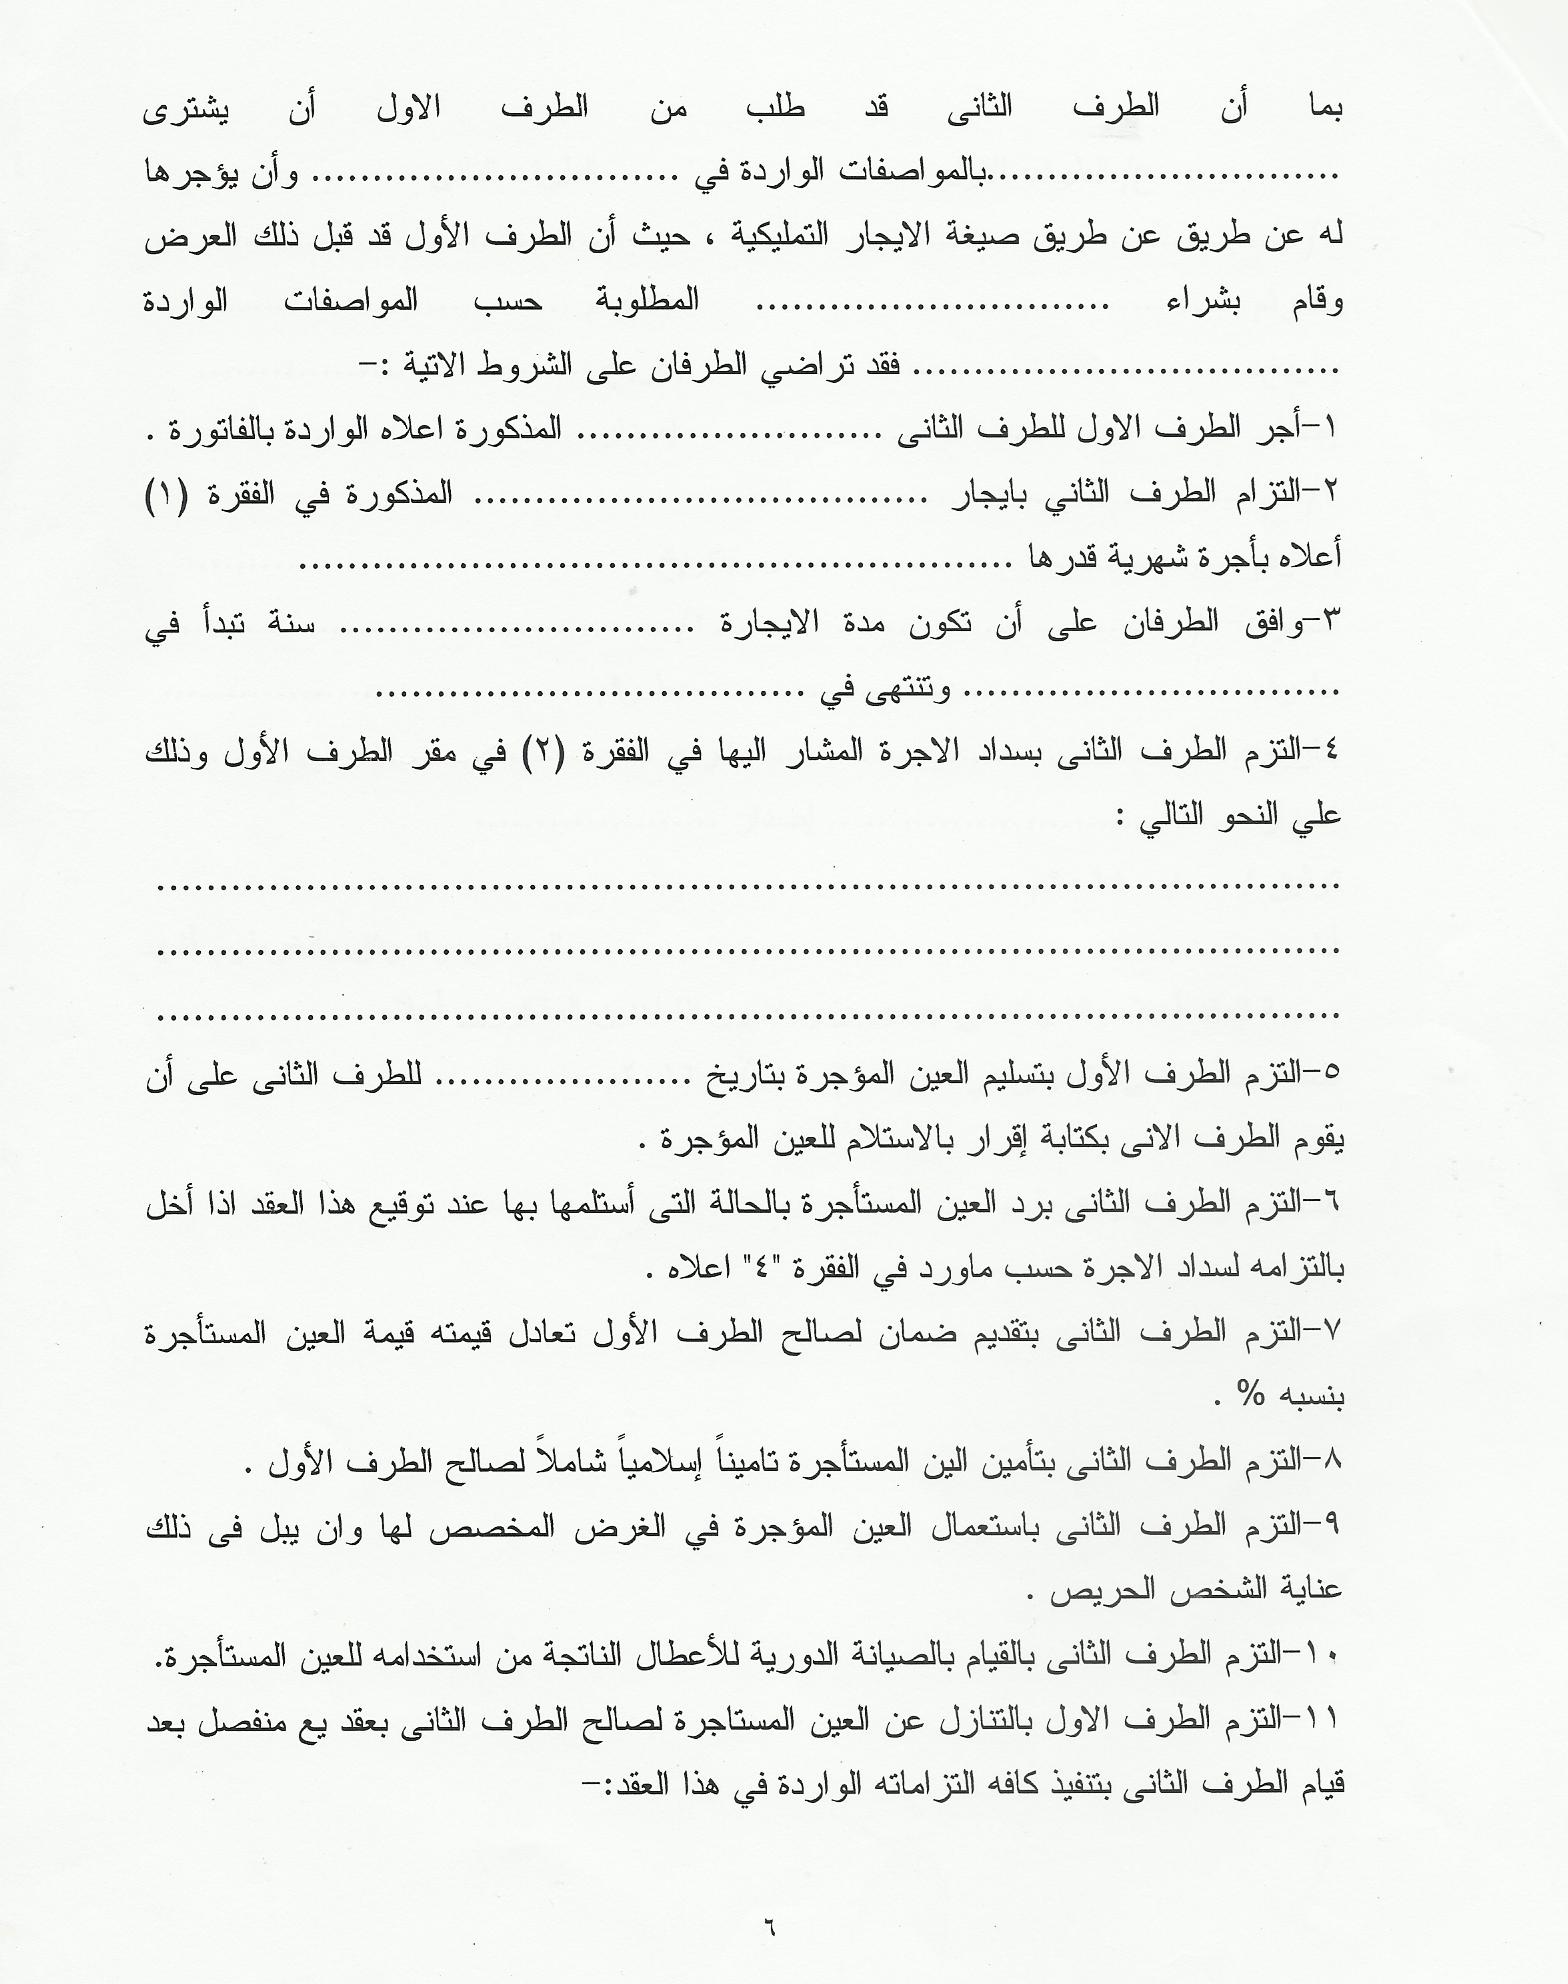 بما أن الطرف الثانى قد طلب من الطرف الاول أن يشترى
.............................بالمواصفات الواردة في ............................. وأن يؤجرها
له عن طريق عن طريق صيغة الايجار التمليكية ، حيث أن الطرف الأول قد قبل ذلك العرض
وقام بشراء ............................. المطلوبة حسب المواصفات الواردة
................................... فقد تراضي الطرفان على الشروط الاتية :-
١-أجر الطرف الاول للطرف الثانى ......................... المذكورة اعلاه الواردة بالفاتورة .
٢-التزام الطرف الثاني بايجار ..................................... المذكورة في الفقرة (١)
أعلاه بأجرة شهرية قدرها ..........................................................
٣-وافق الطرفان على أن تكون مدة الايجارة ............................. سنة تبدأ في
............................... وتنتهى في ...................................
٤-التزم الطرف الثانى بسداد الاجرة المشار اليها في الفقرة (٢) في مقر الطرف الأول وذلك
علي النحو التالي :
................................................................................................
................................................................................................
................................................................................................
٥-التزم الطرف الأول بتسليم العين المؤجرة بتاريخ ..................... للطرف الثانى على أن
يقوم الطرف الانى بكتابة إقرار بالاستلام للعين المؤجرة .
٦-التزم الطرف الثانى برد العين المستأجرة بالحالة التى أستلمها بها عند توقيع هذا العقد اذا أخل
بالتزامه لسداد الاجرة حسب ماورد في الفقرة "٤" اعلاه .
٧-التزم الطرف الثانى بتقديم ضمان لصالح الطرف الأول تعادل قيمته قيمة العين المستأجرة
بنسبه % .
٨-التزم الطرف الثانى بتأمين الين المستأجرة تاميناً إسلامياً شاملاً لصالح الطرف الأول .
٩-التزم الطرف الثانى باستعمال العين المؤجرة في الغرض المخصص لها وان يبل فى ذلك
عناية الشخص الحريص .
١٠-التزم الطرف الثانى بالقيام بالصيانة الدورية للأعطال الناتجة من استخدامه للعين المستأجرة.
١١-التزم الطرف الاول بالتنازل عن العين المستاجرة لصالح الطرف الثانى بعقد يع منفصل بعد
قيام الطرف الثانى بتنفيذ كافه التزاماته الواردة في هذا العقد:-
٦